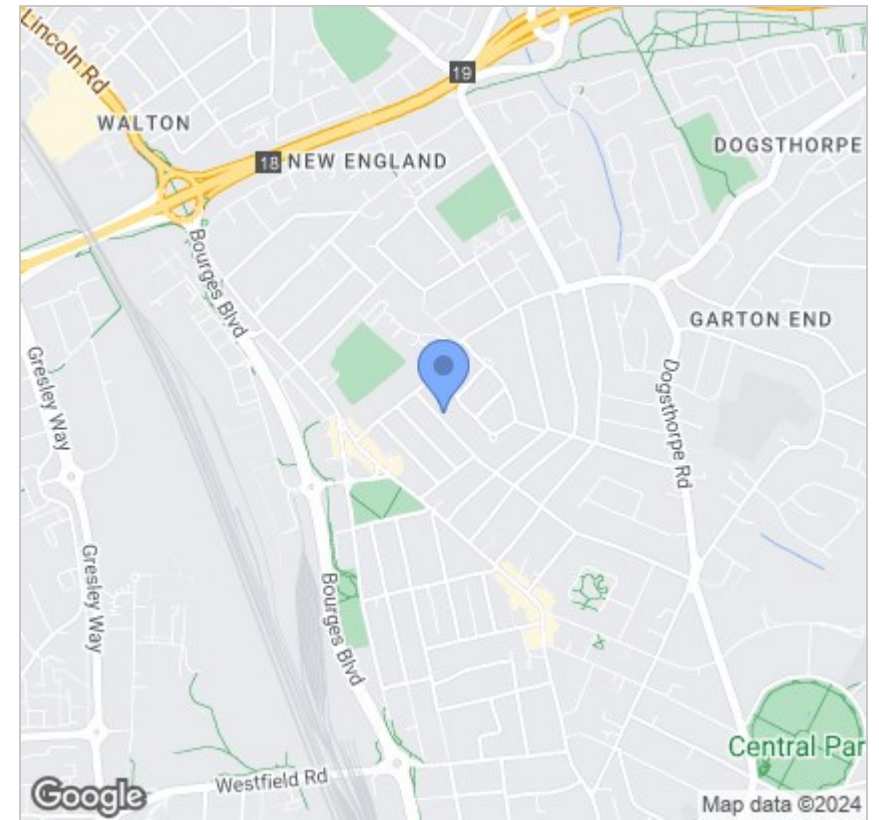 Lincoln Rd
WALTON
19
18
NEW ENGLAND
DOGSTHORPE
Bourges Blvd
GARTON END
Gresley Way
Dogsthorpe Rd
Gresley Way
Bourges Blvd
Central Par
Westfield Rd
Google
Map data ©2024